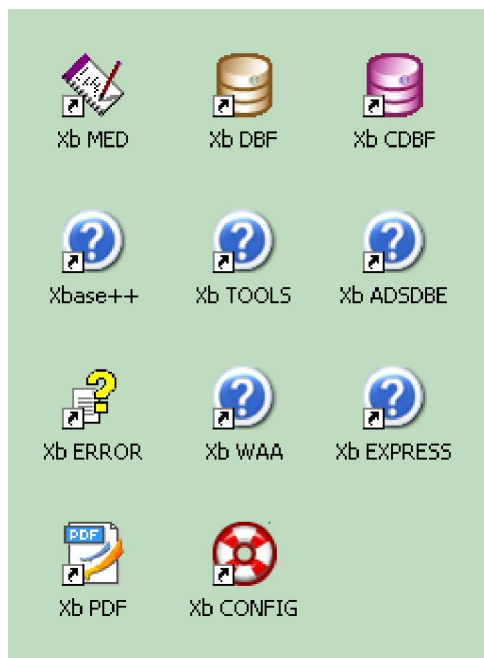 Xb MED
Xb DBF
Xb CDBF
Xbase++
Xb TOOLS
Xb ADSDBE
Xb ERROR
Xb WAA
Xb EXPRESS
PDF
Xb PDF
Xb CONFIG